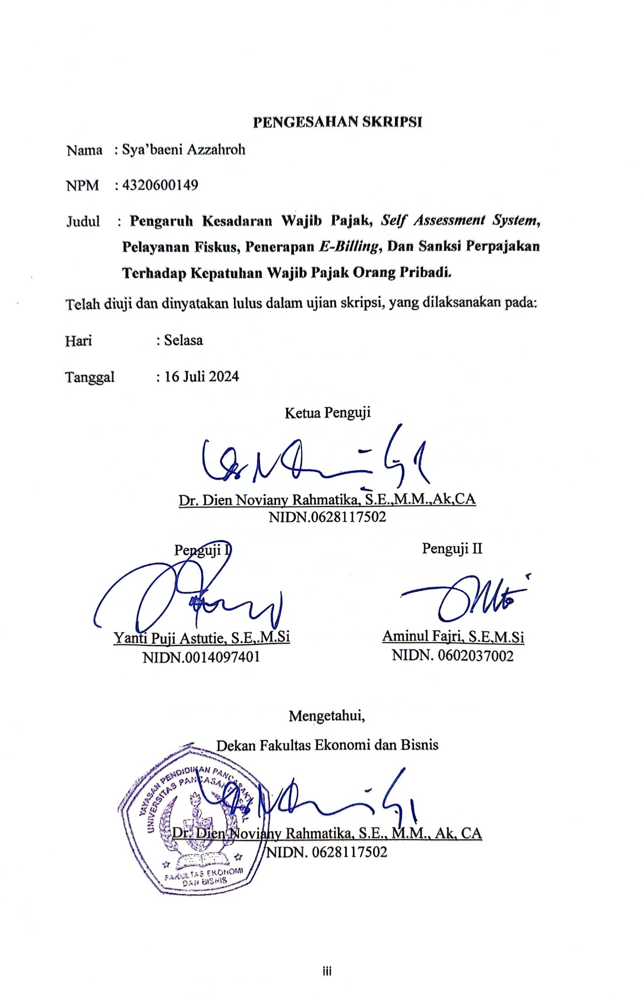 PENGESAHAN SKRIPSI
Nama : Sya'baeni Azzahroh
NPM : 4320600149
Judul : Pengaruh Kesadaran Wajib Pajak, Self Assessment System,
Pelayanan Fiskus, Penerapan E-Billing, Dan Sanksi Perpajakan
Terhadap Kepatuhan Wajib Pajak Orang Pribadi.
Telah diuji dan dinyatakan lulus dalam ujian skripsi, yang dilaksanakan pada:
Hari : Selasa
Tanggal : 16 Juli 2024
Ketua Penguji
Dr. Dien Noviany Rahmatika, S.E.,M.M.,Ak,CA
NIDN.0628117502
Penguji I
Yanti Puji Astutie, S.E,.M.Si
NIDN.0014097401
Penguji II
Aminul Fajri, S.E,M.Si
NIDN. 0602037002
Mengetahui,
Dekan Fakultas Ekonomi dan Bisnis
YAYASAN PENDIDIKAN PANCASAKTI
UNIVERSITAS PANCASAKTI TEGAL
Dr. Dien Noviany Rahmatika, S.E., M.M., Ak, CA
NIDN. 0628117502
FAKULTAS EKONOMI
DAN BISNIS
iii